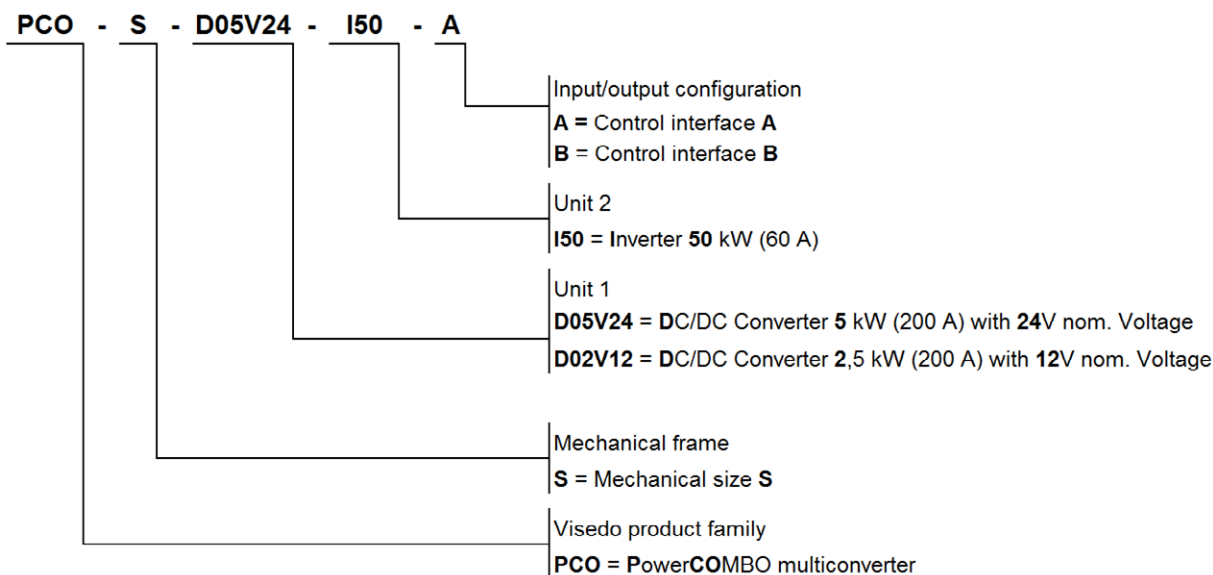 PCO - S - D05V24 - I50 - A
Input/output configuration
A = Control interface A
B = Control interface B
Unit 2
I50 = Inverter 50 kW (60 A)
Unit 1
D05V24 = DC/DC Converter 5 kW (200 A) with 24V nom. Voltage
D02V12 = DC/DC Converter 2,5 kW (200 A) with 12V nom. Voltage
Mechanical frame
S = Mechanical size S
Visedo product family
PCO = PowerCOMBO multiconverter